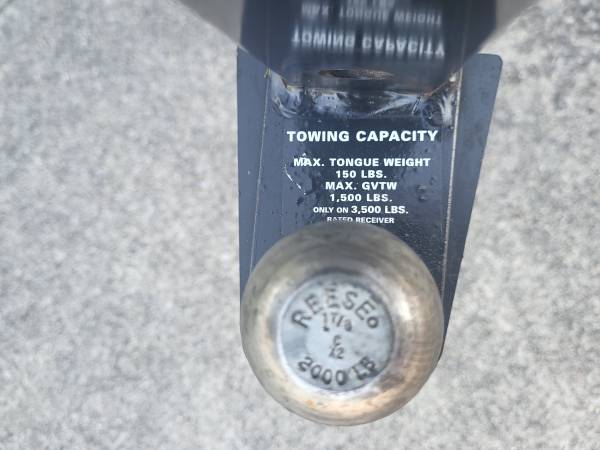 TOWING CAPACITY
MAX. TONGUE WEIGHT
150 LBS.
MAX. GVTW
1,500 LBS.
ONLY ON 3,500 LBS.
RATED RECEIVER
REESE
1 7/8
2000 LB